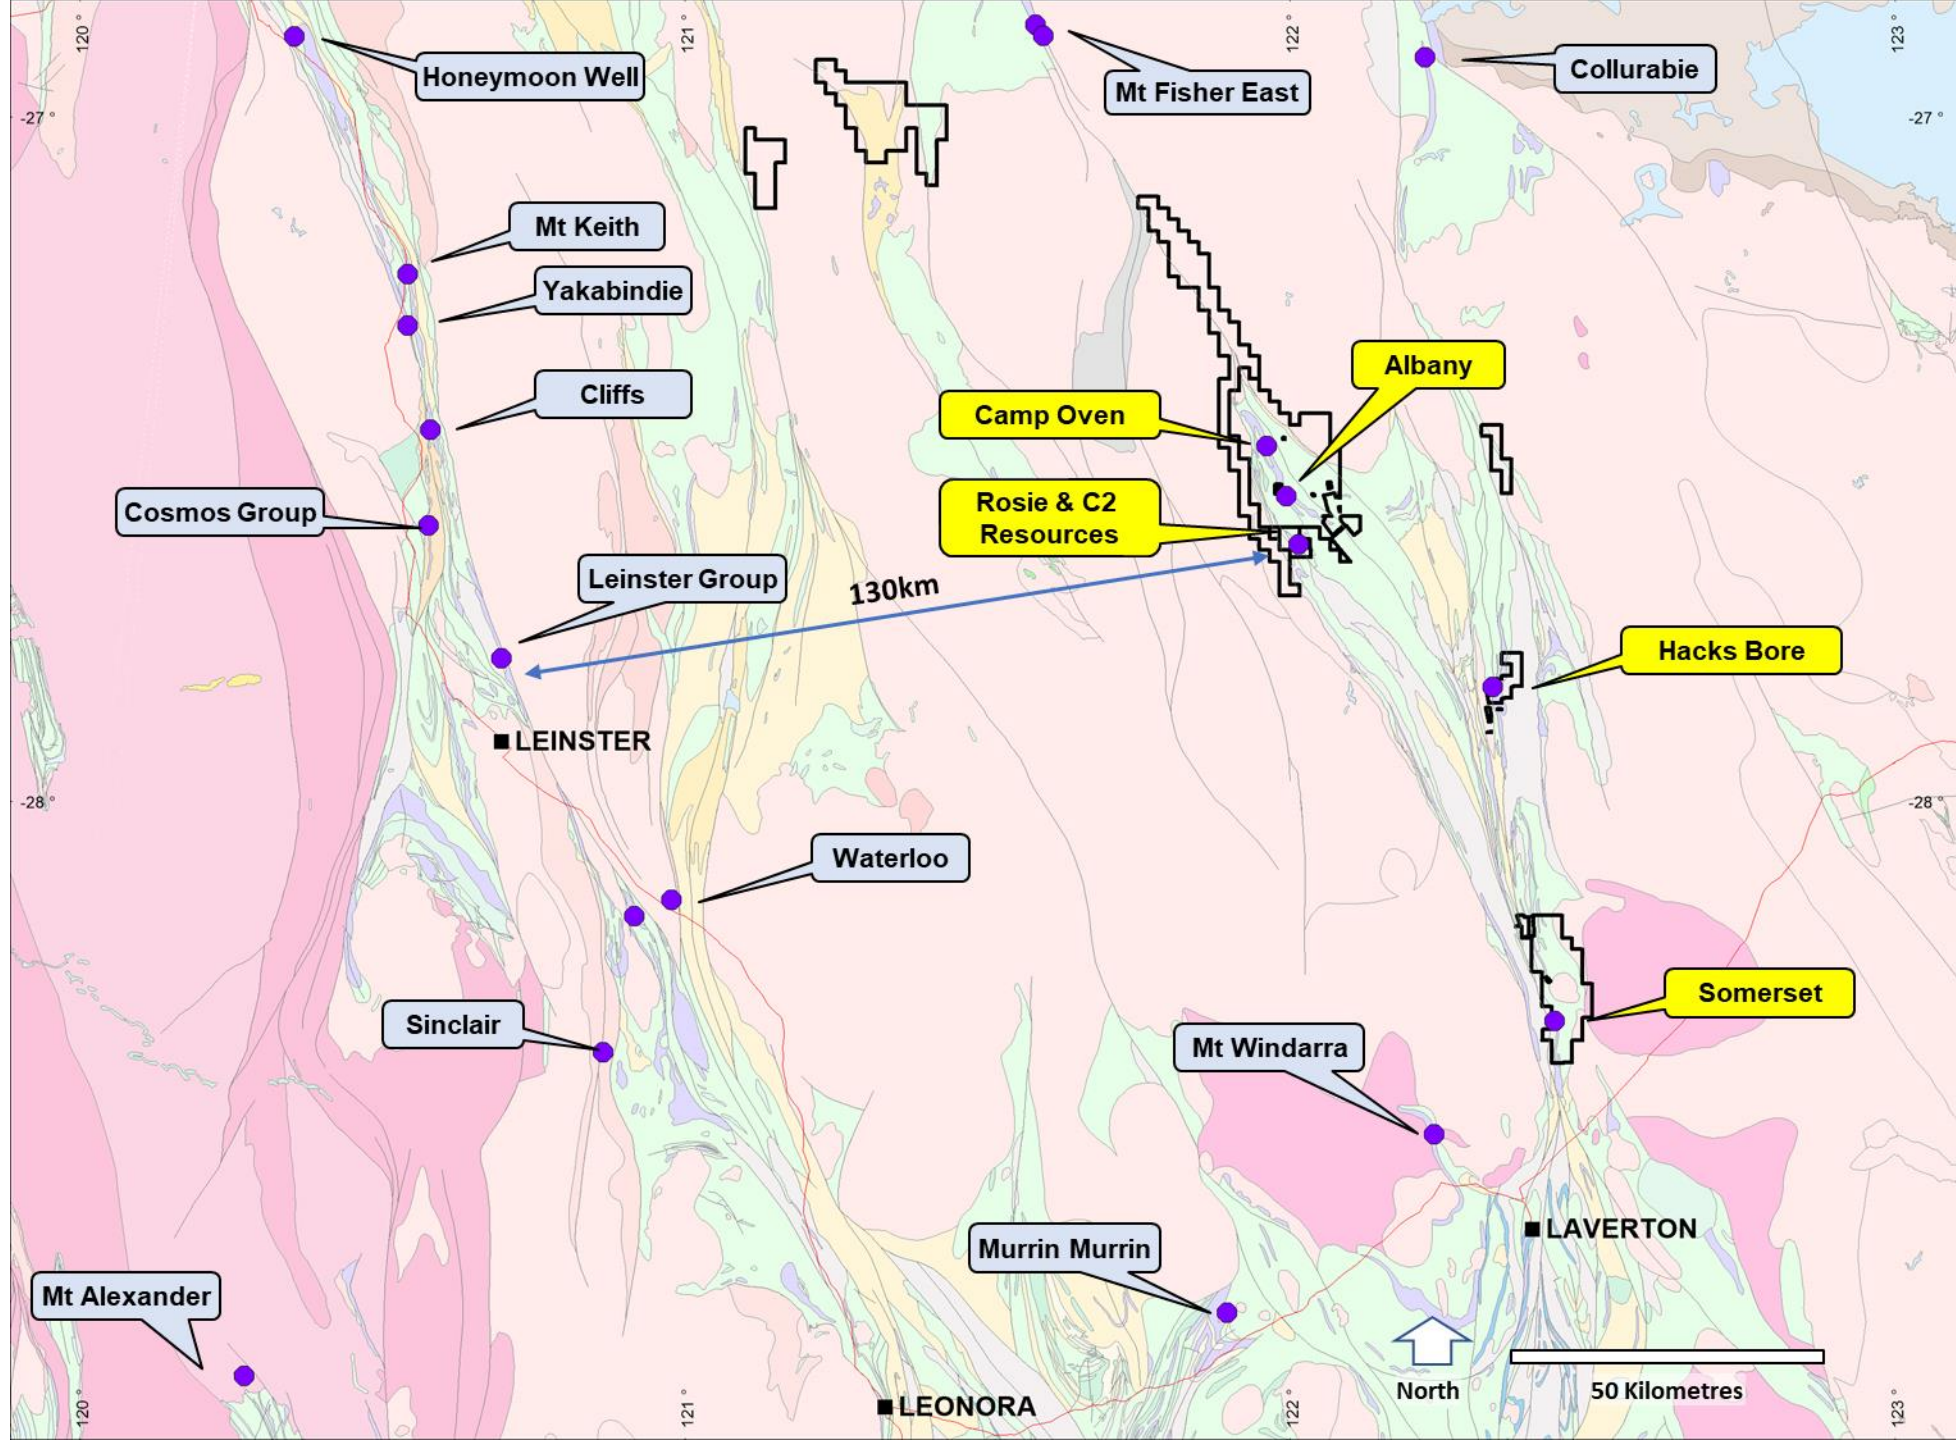 120 °
121 °
122 °
123 °
Honeymoon Well
Mt Fisher East
Collurabie
-27 °
-27 °
Mt Keith
Yakabindie
Albany
Cliffs
Camp Oven
Cosmos Group
Rosie & C2
Resources
Leinster Group
130km
Hacks Bore
LEINSTER
-28 °
-28 °
Waterloo
Somerset
Sinclair
Mt Windarra
LAVERTON
Murrin Murrin
Mt Alexander
North
50 Kilometres
LEONORA
120 °
121 °
122 °
123 °